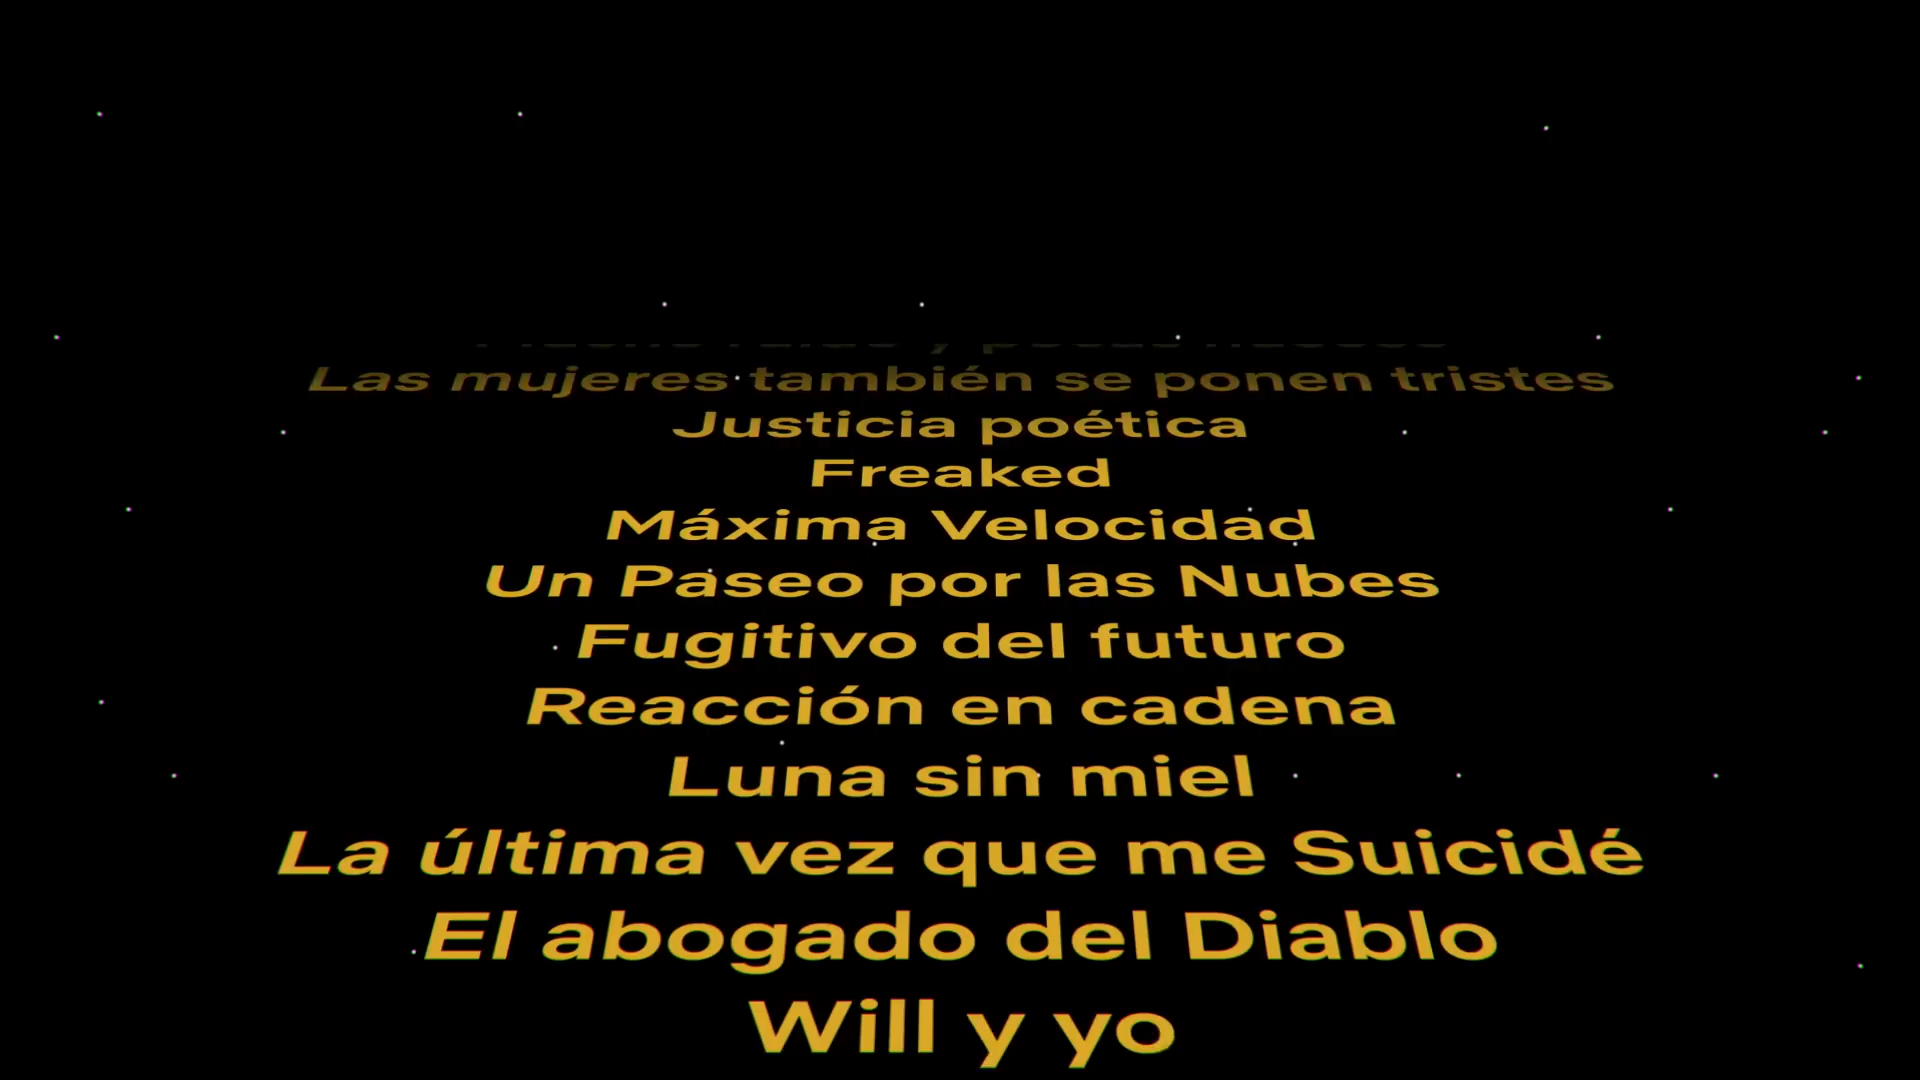 Las mujeres también se ponen tristes
Justicia poética
Freaked
Máxima Velocidad
Un Paseo por las Nubes
Fugitivo del futuro
Reacción en cadena
Luna sin miel
La última vez que me Suicidé
El abogado del Diablo
Will y yo